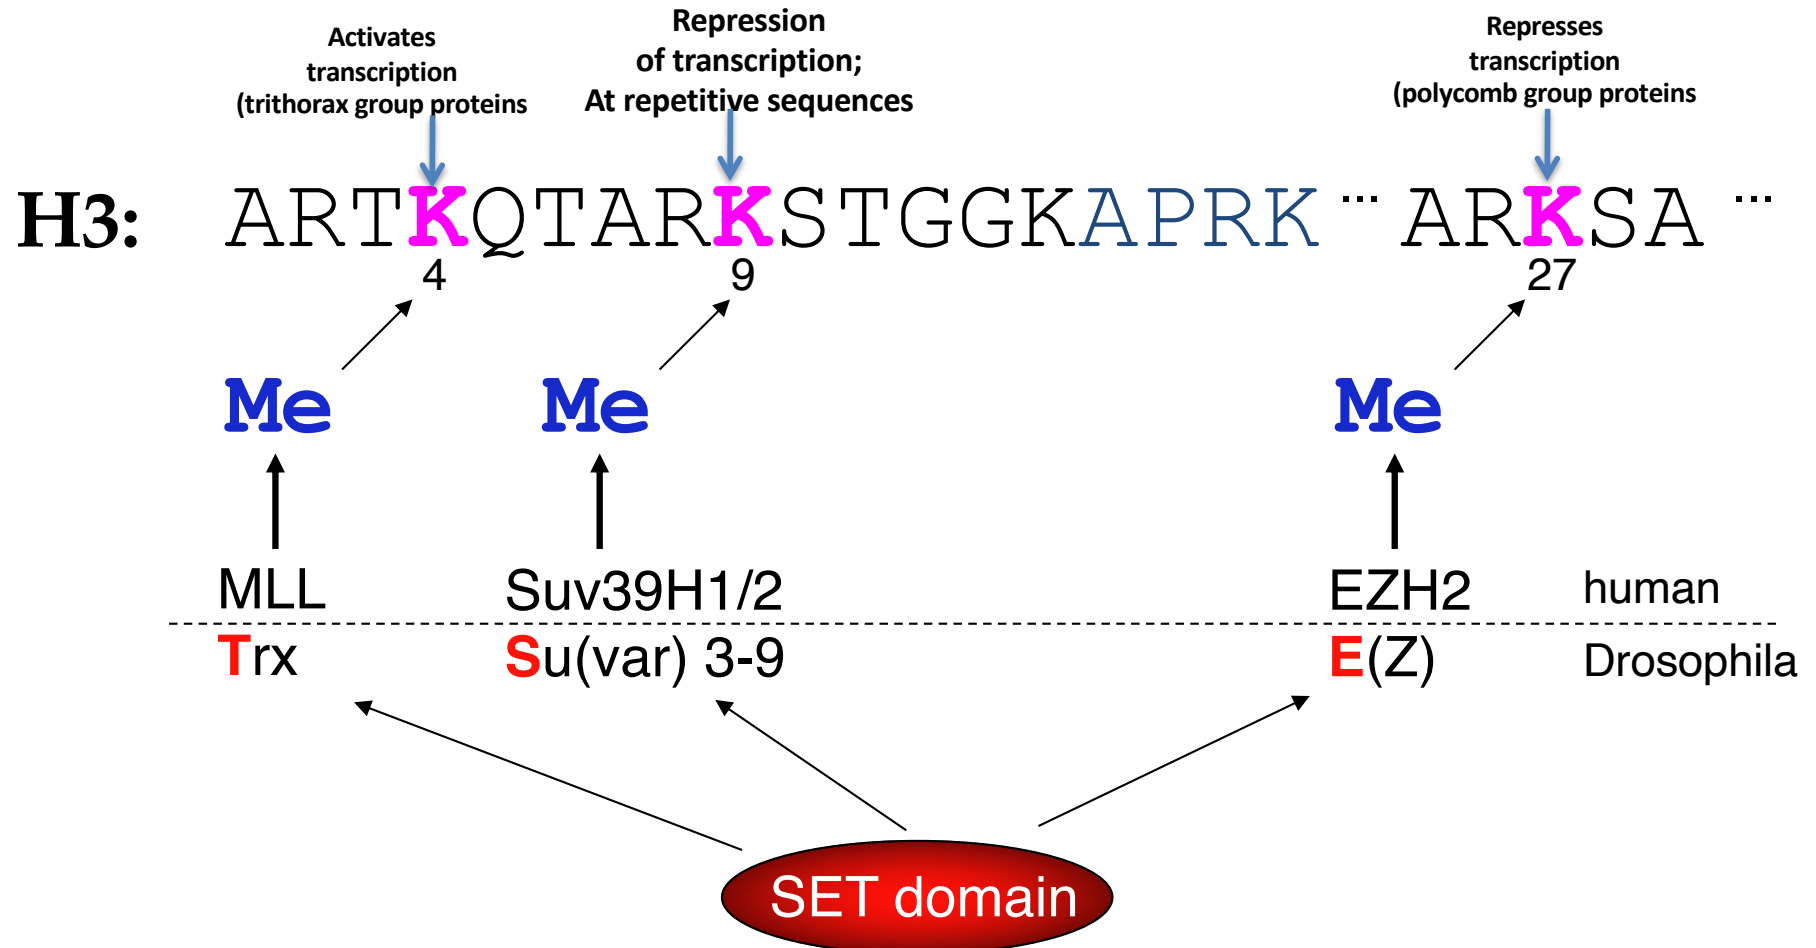 Activates
transcription
(trithorax group proteins
Repression
of transcription;
At repetitive sequences
Represses
transcription
(polycomb group proteins
H3: ARTKQTARKSTGGKAPRK ... ARKSA ...
4 9 27
Me Me Me
MLL Suv39H1/2 EZH2 human
Trx Su(var) 3-9 E(Z) Drosophila
SET domain